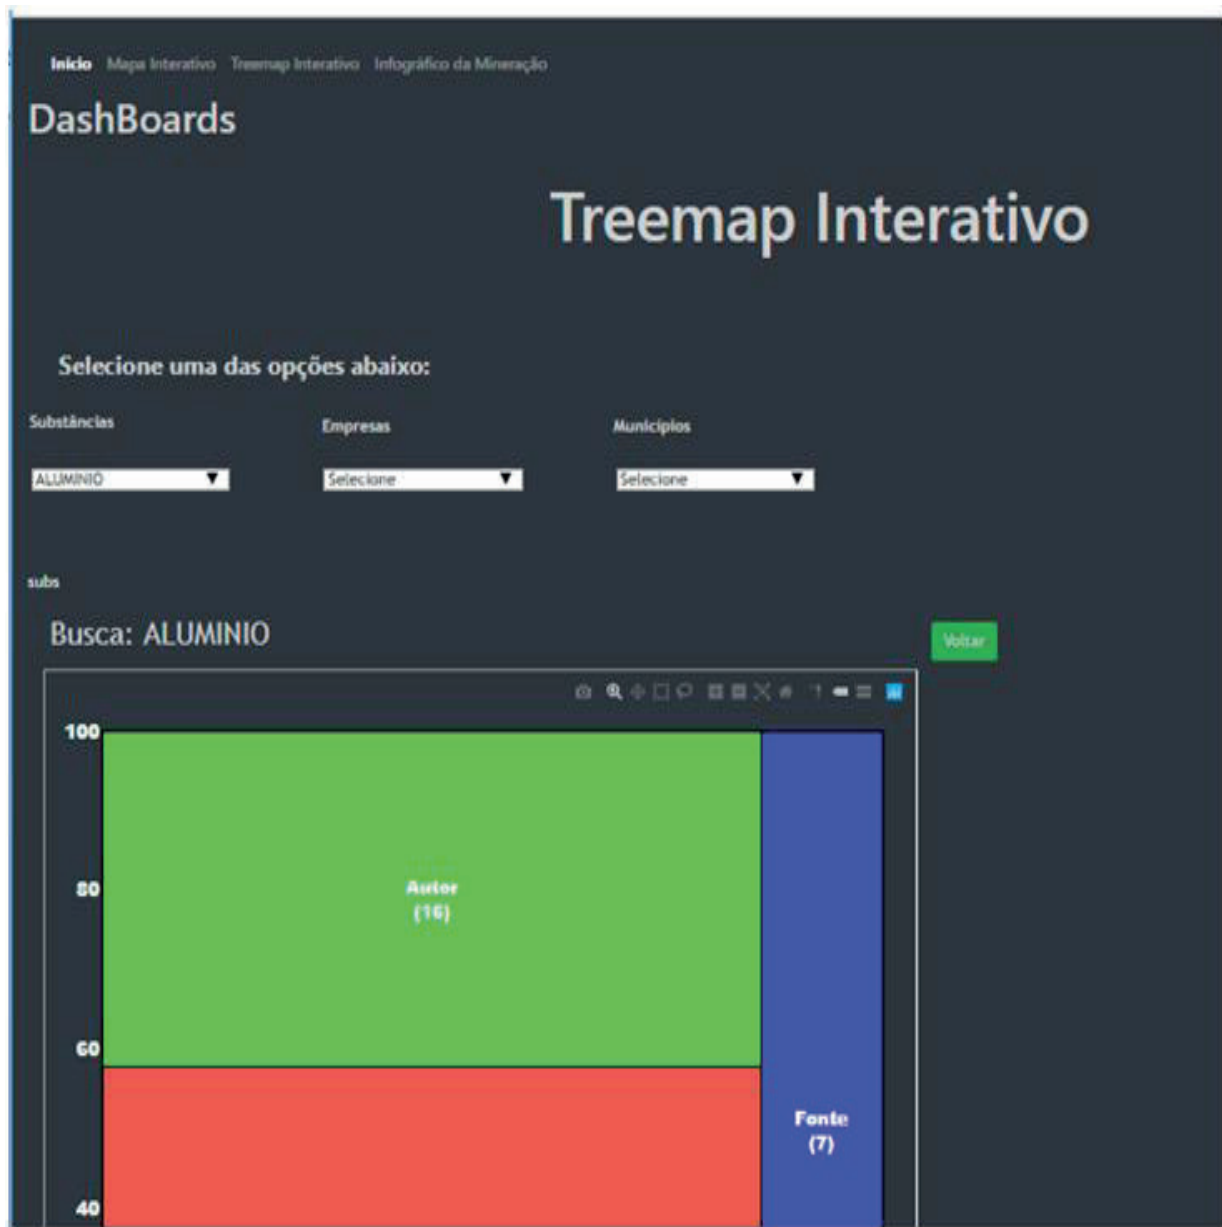 Início Mapa Interativo Treemap Interativo Infográfico da Mineração
DashBoards
Treemap Interativo
Selecione uma das opções abaixo:
Substâncias Empresas Municípios
ALUMINIO Selecione Selecione
subs
Busca: ALUMINIO
Voltar
100
80
Autor
(16)
60
Fonte
(7)
40